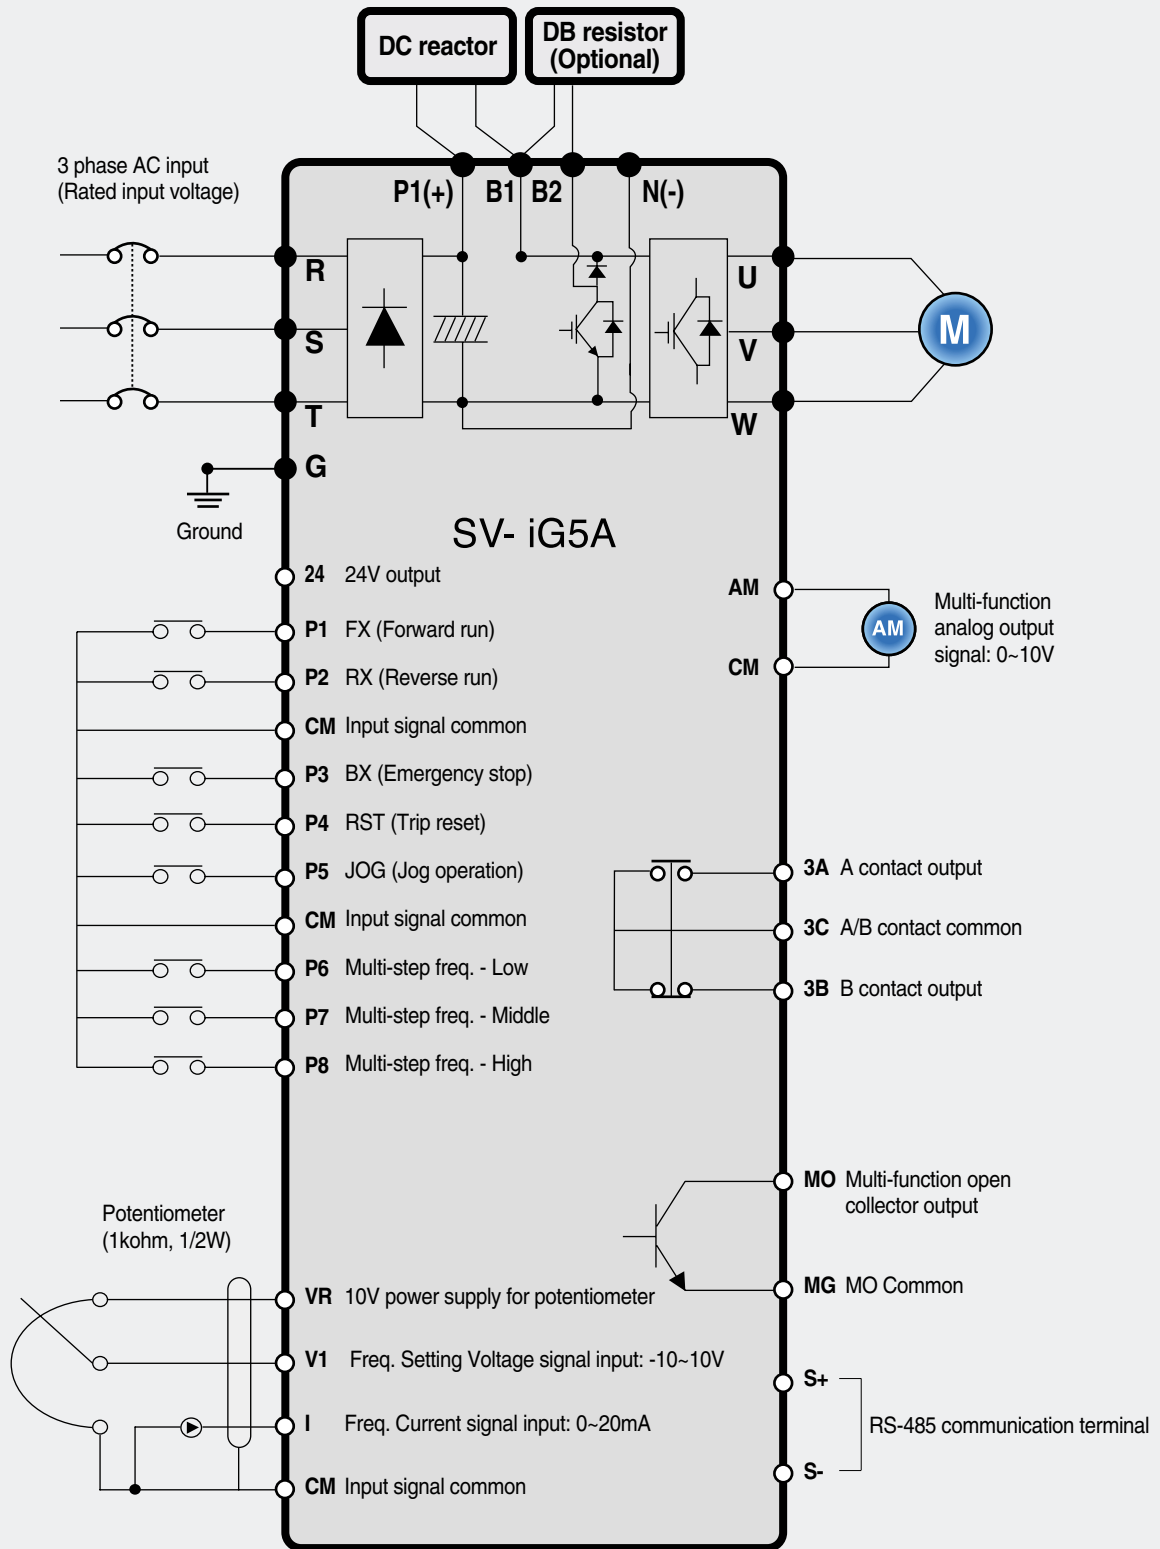 DC reactor
DB resistor
(Optional)
3 phase AC input
(Rated input voltage)
P1(+)
B1
B2
N(-)
R
S
T
G
U
V
W
M
Ground
SV- iG5A
24 24V output
P1 FX (Forward run)
P2 RX (Reverse run)
CM Input signal common
P3 BX (Emergency stop)
P4 RST (Trip reset)
P5 JOG (Jog operation)
CM Input signal common
P6 Multi-step freq. - Low
P7 Multi-step freq. - Middle
P8 Multi-step freq. - High
AM
AM
CM
Multi-function
analog output
signal: 0~10V
3A A contact output
3C A/B contact common
3B B contact output
MO Multi-function open
collector output
MG MO Common
Potentiometer
(1kohm, 1/2W)
VR 10V power supply for potentiometer
V1 Freq. Setting Voltage signal input: -10~10V
I Freq. Current signal input: 0~20mA
CM Input signal common
S+
RS-485 communication terminal
S-